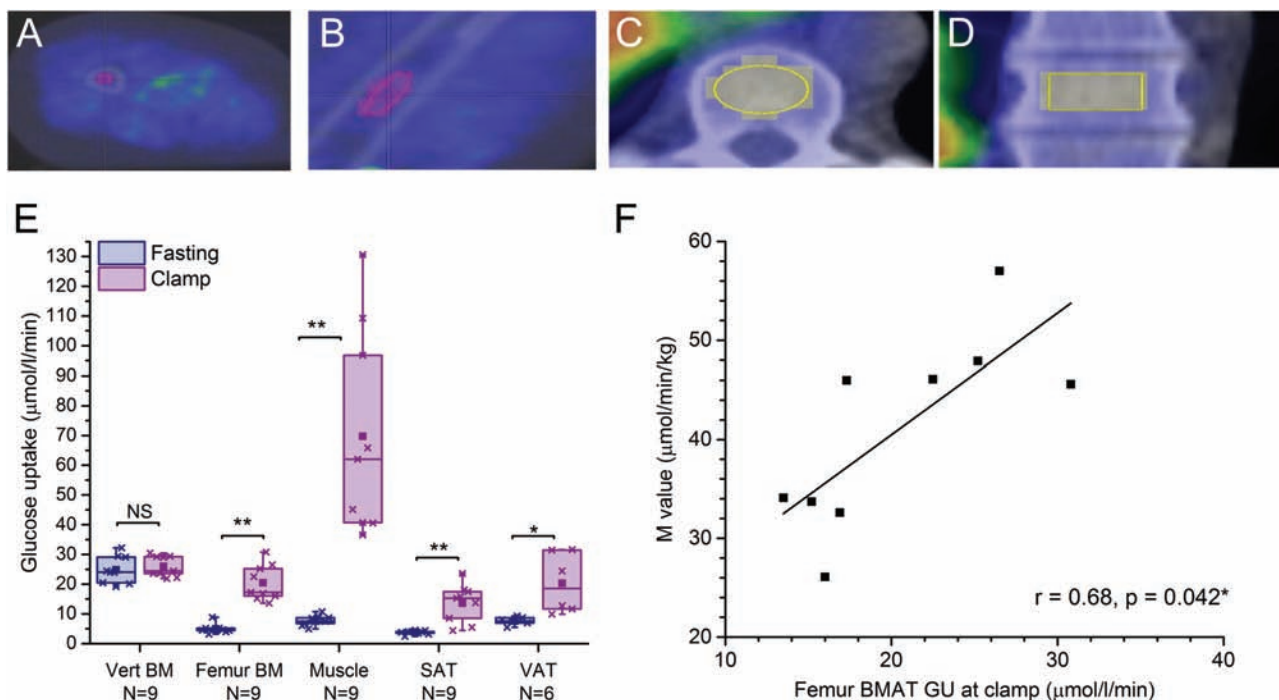 A
B
C
D
E
Fasting
Clamp
Glucose uptake (μmol/l/min)
130
120
110
100
90
80
70
60
50
40
30
20
10
0
NS
**
**
**
*
Vert BM
N=9
Femur BM
N=9
Muscle
N=9
SAT
N=9
VAT
N=6
F
M value (μmol/min/kg)
60
50
40
30
20
r = 0.68, p = 0.042*
10
20
30
40
Femur BMAT GU at clamp (μmol/l/min)